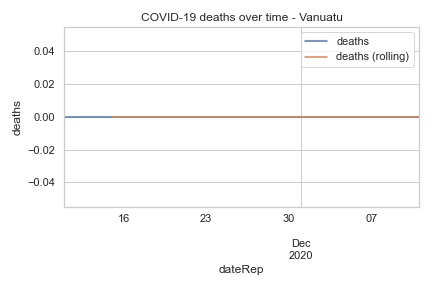 COVID-19 deaths over time - Vanuatu
deaths
deaths (rolling)
0.04
0.02
0.00
−0.02
−0.04
deaths
16
23
30
07
Dec
2020
dateRep